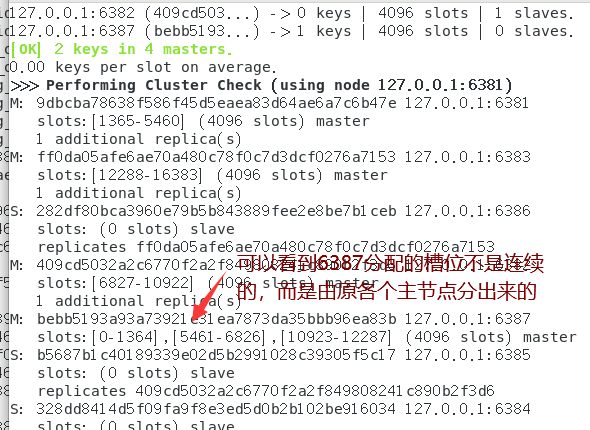 127.0.0.1:6382 (409cd503...) -> 0 keys | 4096 slots | 1 slaves.
127.0.0.1:6387 (bebb5193...) -> 1 keys | 4096 slots | 0 slaves.
[OK] 2 keys in 4 masters.
0.00 keys per slot on average.
>>> Performing Cluster Check (using node 127.0.0.1:6381)
M: 9dbcba78638f586f45d5eaea83d64ae6a7c6b47e 127.0.0.1:6381
slots:[1365-5460] (4096 slots) master
1 additional replica(s)
M: ff0da05afe6ae70a480c78f0c7d3dcf0276a7153 127.0.0.1:6383
slots:[12288-16383] (4096 slots) master
1 additional replica(s)
S: 282df80bca3960e79b5b843889fee2e8be7b1ceb 127.0.0.1:6386
slots: (0 slots) slave
replicates ff0da05afe6ae70a480c78f0c7d3dcf0276a7153
可以看到6387分配的槽位不是连续
M: 409cd5032a2c6770f2a2f849808241c890b2f3d6 127.0.0.1:6382
slots:[6827-10922] (4096 slots) master
的，而是由原各个主节点分出来的
1 additional replica(s)
M: bebb5193a93a73921c31ea7873da35bbb96ea83b 127.0.0.1:6387
slots:[0-1364],[5461-6826],[10923-12287] (4096 slots) master
S: b5687b1c40189339e02d5b2991028c39305f5c17 127.0.0.1:6385
slots: (0 slots) slave
replicates 409cd5032a2c6770f2a2f849808241c890b2f3d6
S: 328dd8414d5f09fa9f8e3ed5d0b2b102be916034 127.0.0.1:6384
slots: (0 slots) slave